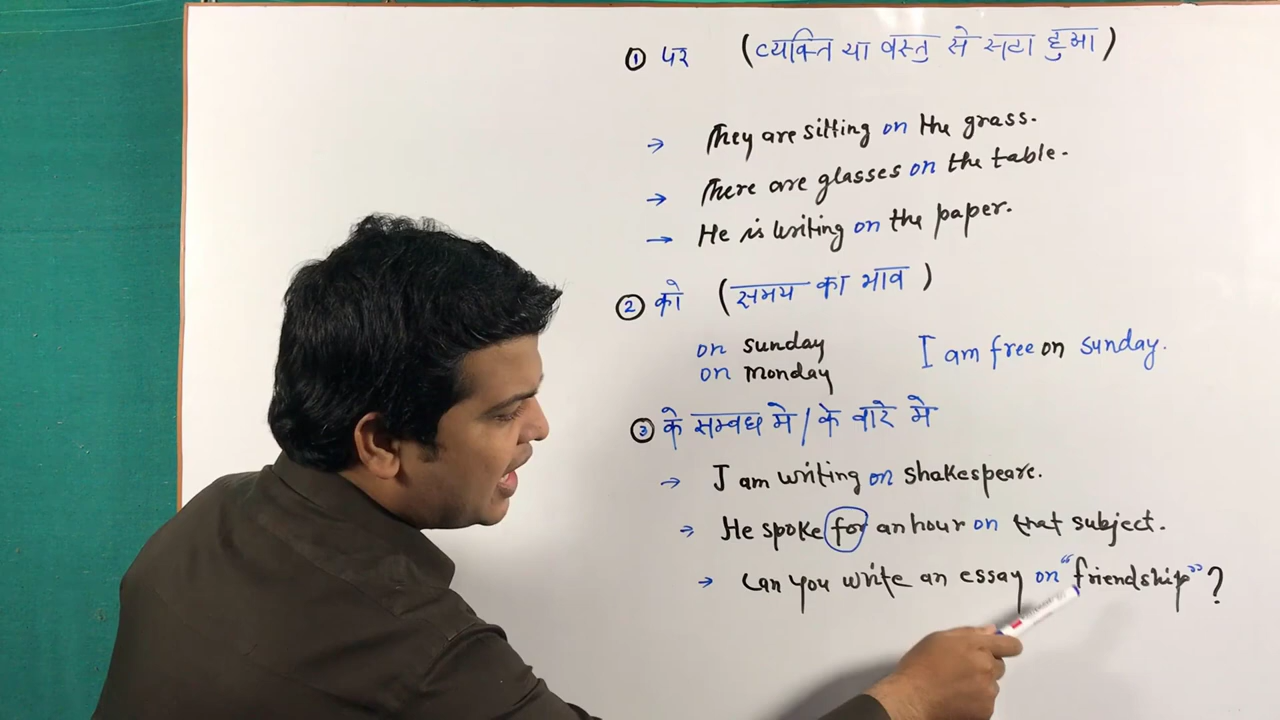 ① पर (व्यक्ति या वस्तु से सटा हुआ)
→ They are sitting on the grass.
→ There are glasses on the table.
→ He is writing on the paper.
② को (समय का भाव)
on sunday I am free on sunday.
on monday
③ के सम्बध मे / के बारे मे
→ I am writing on shakespeare.
→ He spoke for an hour on that subject.
→ Can you write an essay on "friendship"?